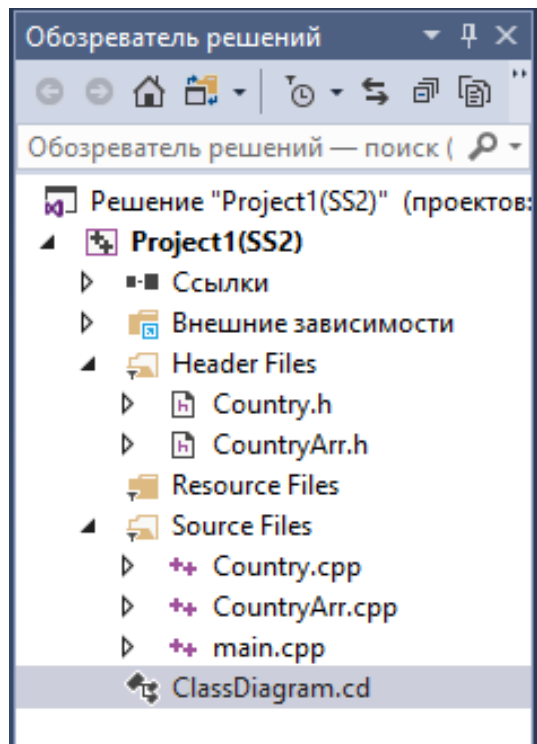 Обозреватель решений
Обозреватель решений — поиск (
Решение "Project1(SS2)" (проектов:
Project1(SS2)
Ссылки
Внешние зависимости
Header Files
Country.h
CountryArr.h
Resource Files
Source Files
Country.cpp
CountryArr.cpp
main.cpp
ClassDiagram.cd